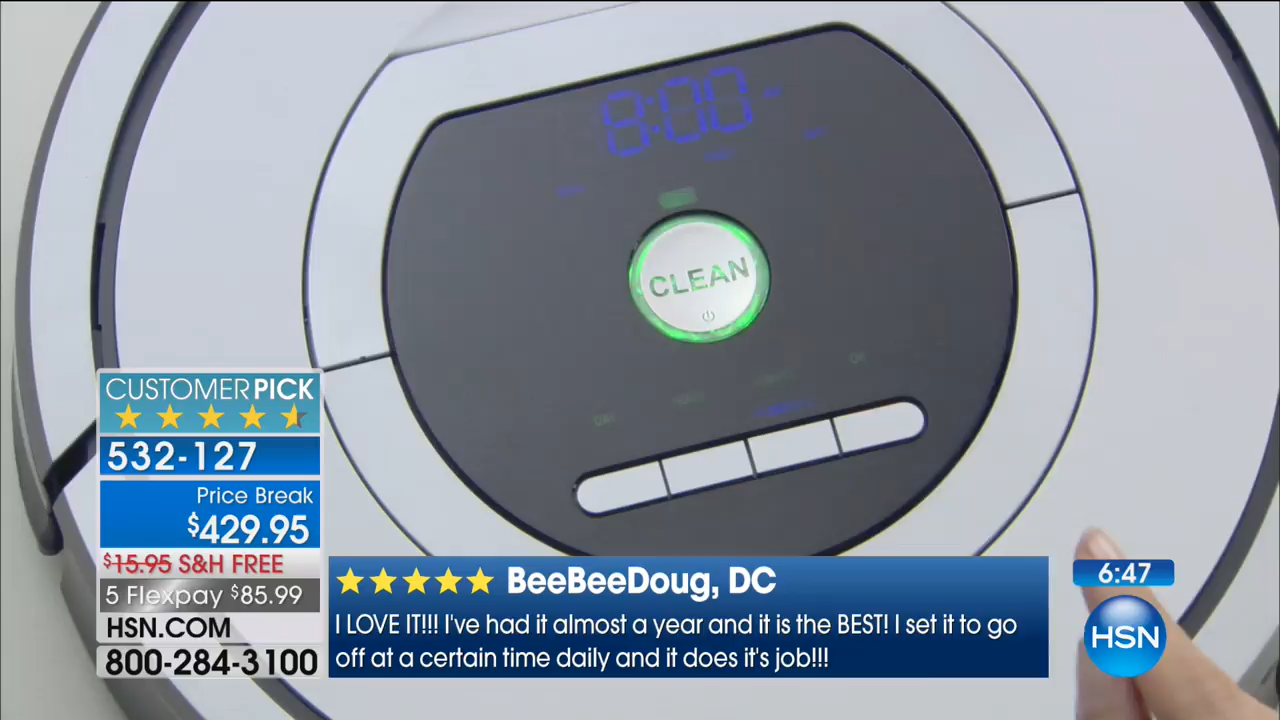 8:00
CLEAN
CUSTOMER PICK
532-127
Price Break
$429.95
$15.95 S&H FREE
5 Flexpay $85.99
HSN.COM
800-284-3100
BeeBeeDoug, DC
I LOVE IT!!! I've had it almost a year and it is the BEST! I set it to go
off at a certain time daily and it does it's job!!!
6:47
HSN